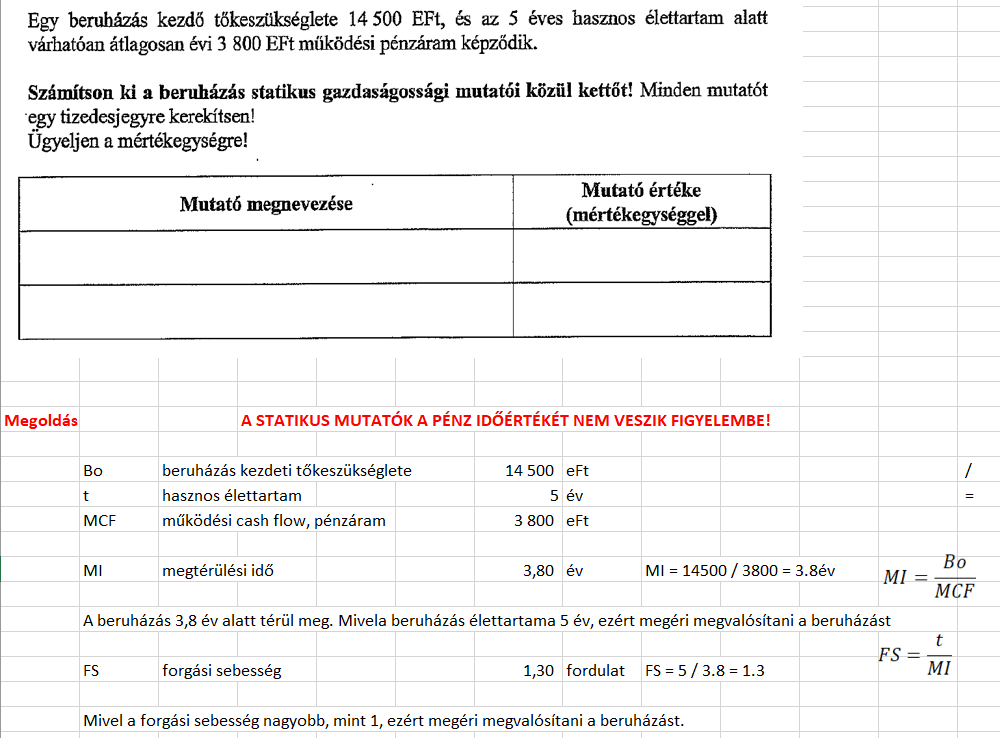 Egy beruházás kezdő tőkeszükséglete 14 500 EFt, és az 5 éves hasznos élettartam alatt
várhatóan átlagosan évi 3 800 EFt működési pénzáram képződik.
Számítson ki a beruházás statikus gazdaságossági mutatói közül kettőt! Minden mutatót
egy tizedesjegyre kerekítsen!
Ügyeljen a mértékegységre!
Mutató megnevezése
Mutató értéke
(mértékegységgel)
Megoldás A STATIKUS MUTATÓK A PÉNZ IDŐÉRTÉKÉT NEM VESZIK FIGYELEMBE!
Bo beruházás kezdeti tőkeszükséglete 14 500 eFt /
t hasznos élettartam 5 év =
MCF működési cash flow, pénzáram 3 800 eFt
MI megtérülési idő 3,80 év MI = 14500 / 3800 = 3.8év MI = Bo / MCF
A beruházás 3,8 év alatt térül meg. Mivela beruházás élettartama 5 év, ezért megéri megvalósítani a beruházást
FS forgási sebesség 1,30 fordulat FS = 5 / 3.8 = 1.3 FS = t / MI
Mivel a forgási sebesség nagyobb, mint 1, ezért megéri megvalósítani a beruházást.